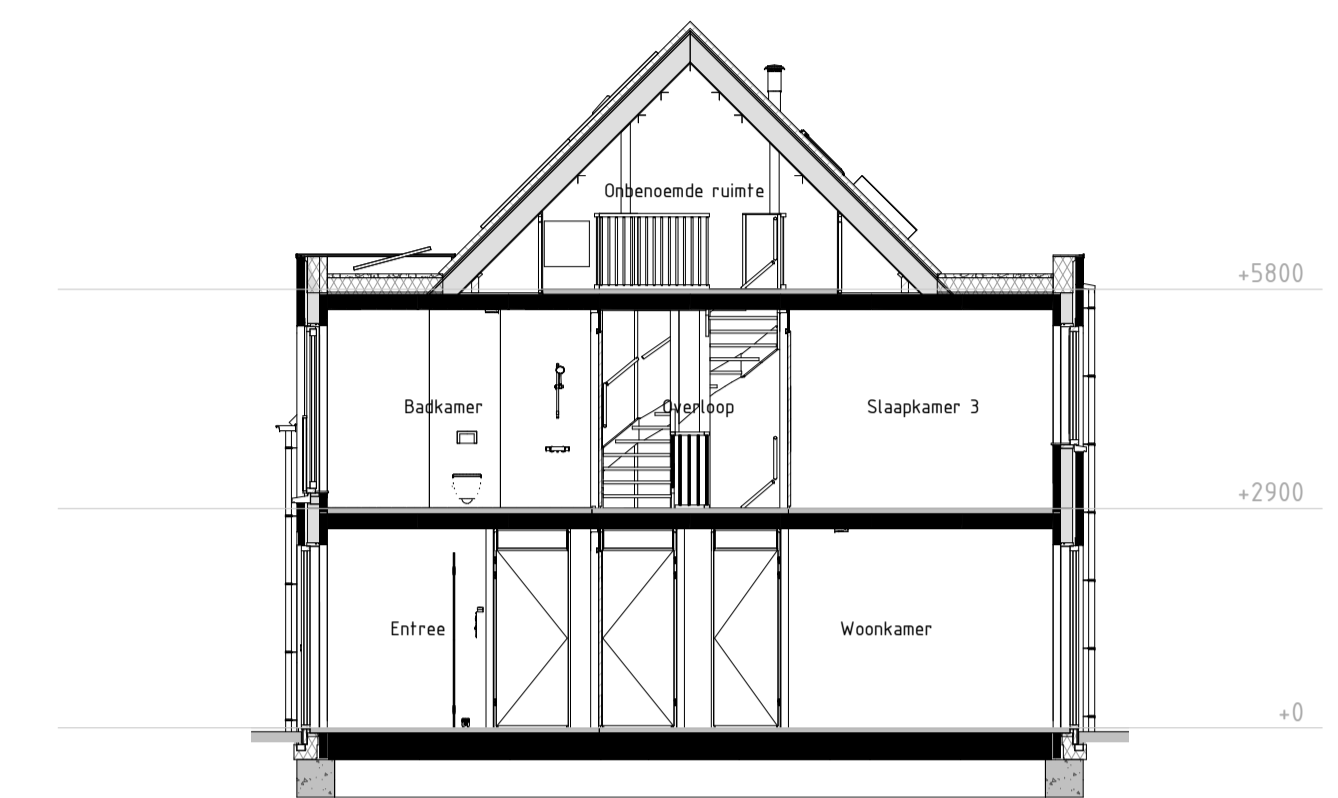 Onbenoemde ruimte
+5800
Badkamer
Overloop
Slaapkamer 3
+2900
Entree
Woonkamer
+0